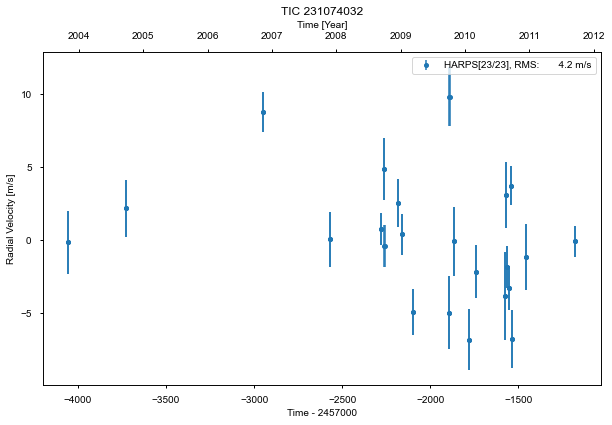 TIC 231074032
Time [Year]
2004 2005 2006 2007 2008 2009 2010 2011 2012
HARPS[23/23], RMS: 4.2 m/s
Radial Velocity [m/s]
10
5
0
−5
−4000 −3500 −3000 −2500 −2000 −1500
Time - 2457000